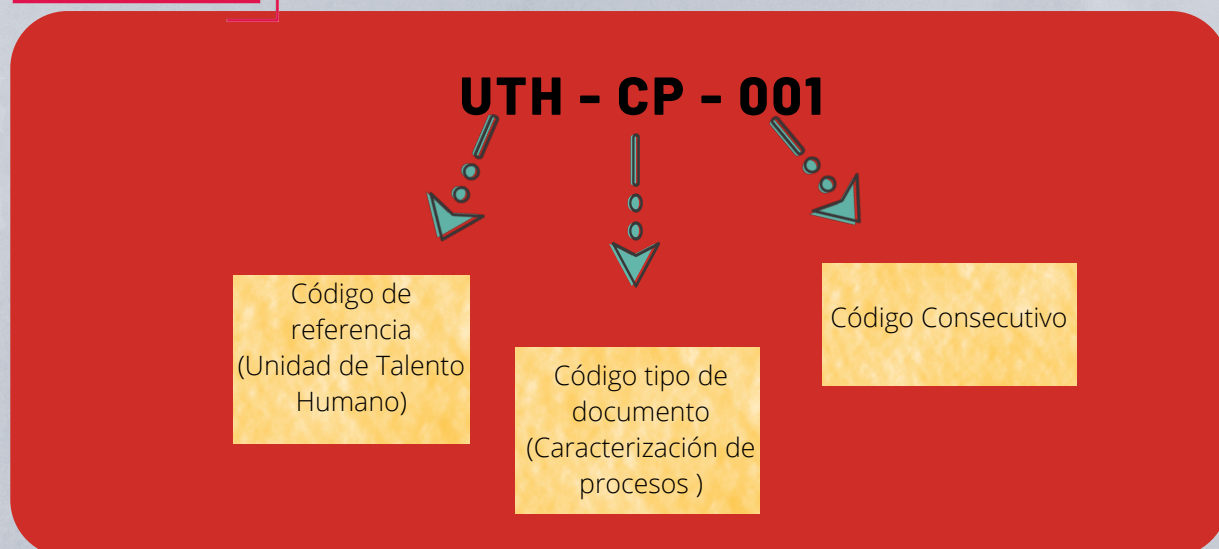 UTH - CP - 001
Código de
referencia
(Unidad de Talento
Humano)
Código tipo de
documento
(Caracterización de
procesos )
Código Consecutivo